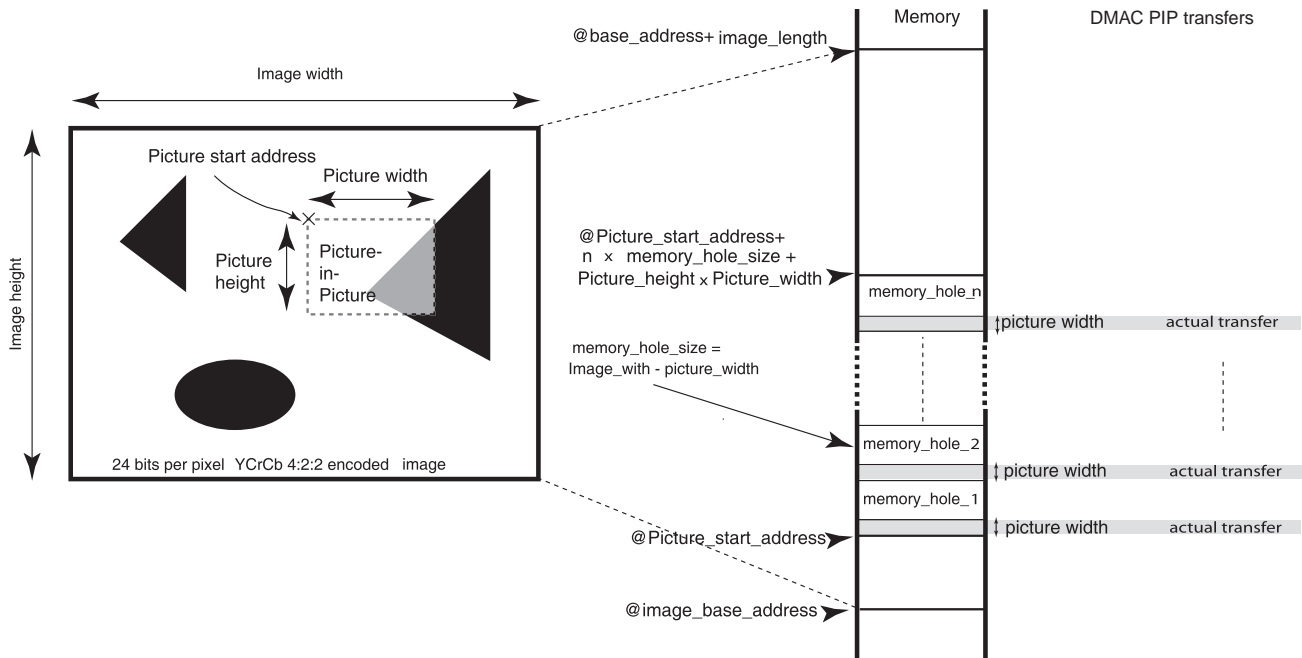 Memory
DMAC PIP transfers
@base_address+ image_length
Image width
Picture start address
Picture width
@Picture_start_address+
n x memory_hole_size +
Picture_height x Picture_width
Picture-
in-
Picture
Picture
height
Image height
memory_hole_n
picture width
actual transfer
memory_hole_size =
Image_with - picture_width
memory_hole_2
picture width
actual transfer
memory_hole_1
picture width
actual transfer
24 bits per pixel YCrCb 4:2:2 encoded image
@Picture_start_address
@image_base_address